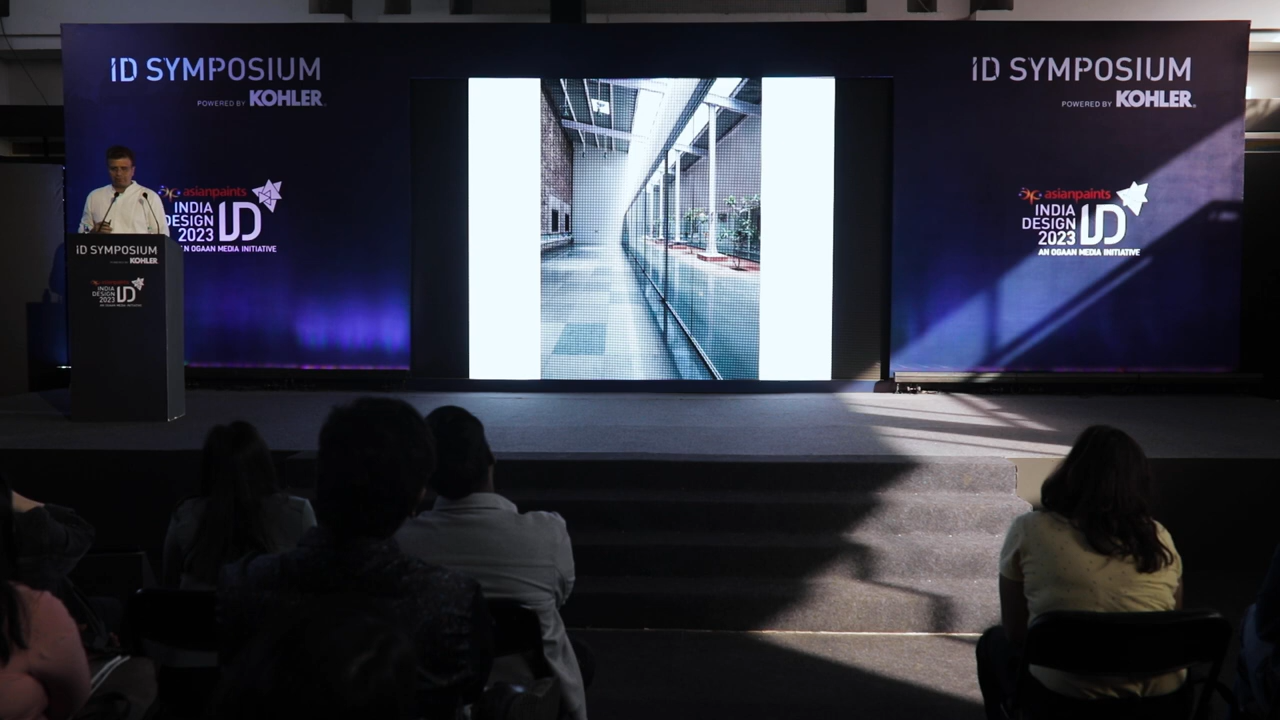 ID SYMPOSIUM
POWERED BY KOHLER
asianpaints
INDIA
DESIGN
2023
ID
AN OGAAN MEDIA INITIATIVE
ID SYMPOSIUM
KOHLER
INDIA
DESIGN
2023
ID
ID SYMPOSIUM
POWERED BY KOHLER
asianpaints
INDIA
DESIGN
2023
ID
AN OGAAN MEDIA INITIATIVE